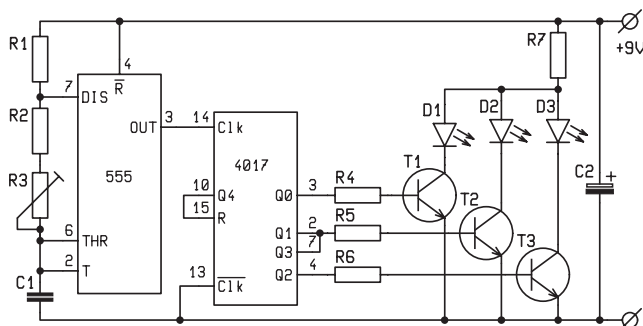 R1
R7
+9V
4
R̅
7
DIS
R2
D1
D2
D3
OUT
3
14
Clk
T1
4017
R3
555
10
Q4
Q0
3
R4
C2
+
15
R
T2
Q1
2
R5
6
THR
Q3
7
T3
2
T
13
C̅l̅k̅
Q2
4
R6
C1